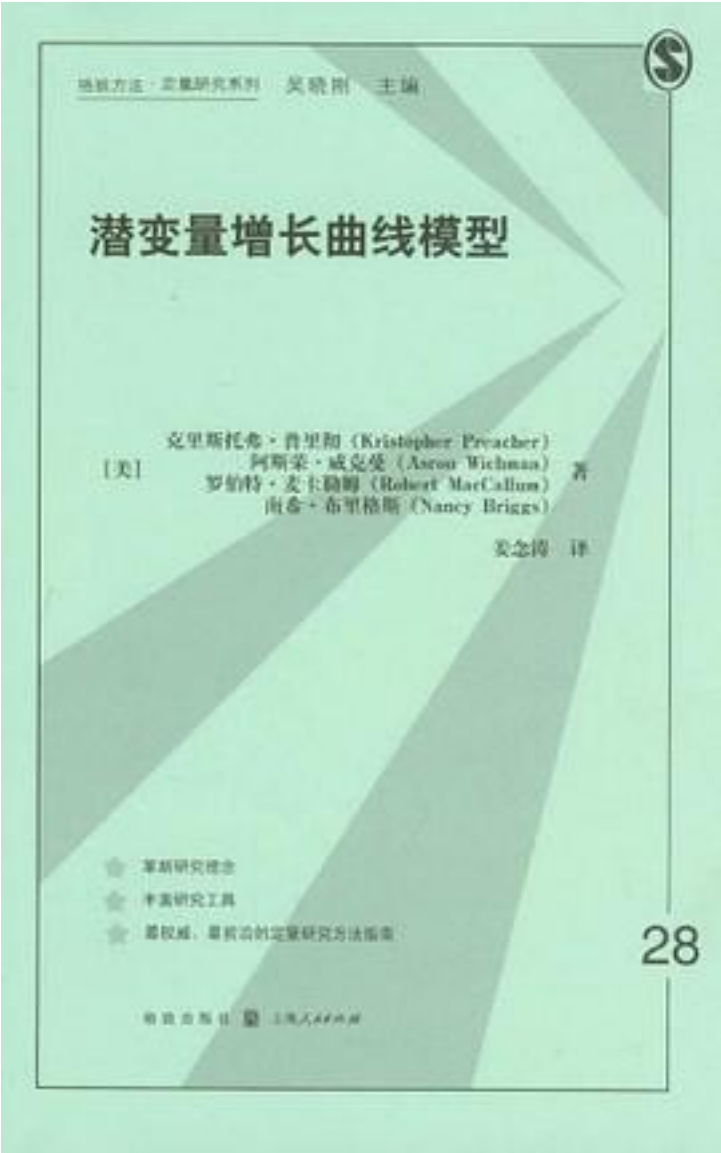 格致方法·定量研究系列 吴晓刚 主编
潜变量增长曲线模型
克里斯托弗·普里彻（Kristopher Preacher）
阿斯荣·威克曼（Aaron Wichman）
[美] 罗伯特·麦卡勒姆（Robert MacCallum） 著
南希·布里格斯（Nancy Briggs）
姜念涛 译
革新研究理念
丰富研究工具
最权威、最前沿的定量研究方法指南
28
格致出版社 上海人民出版社